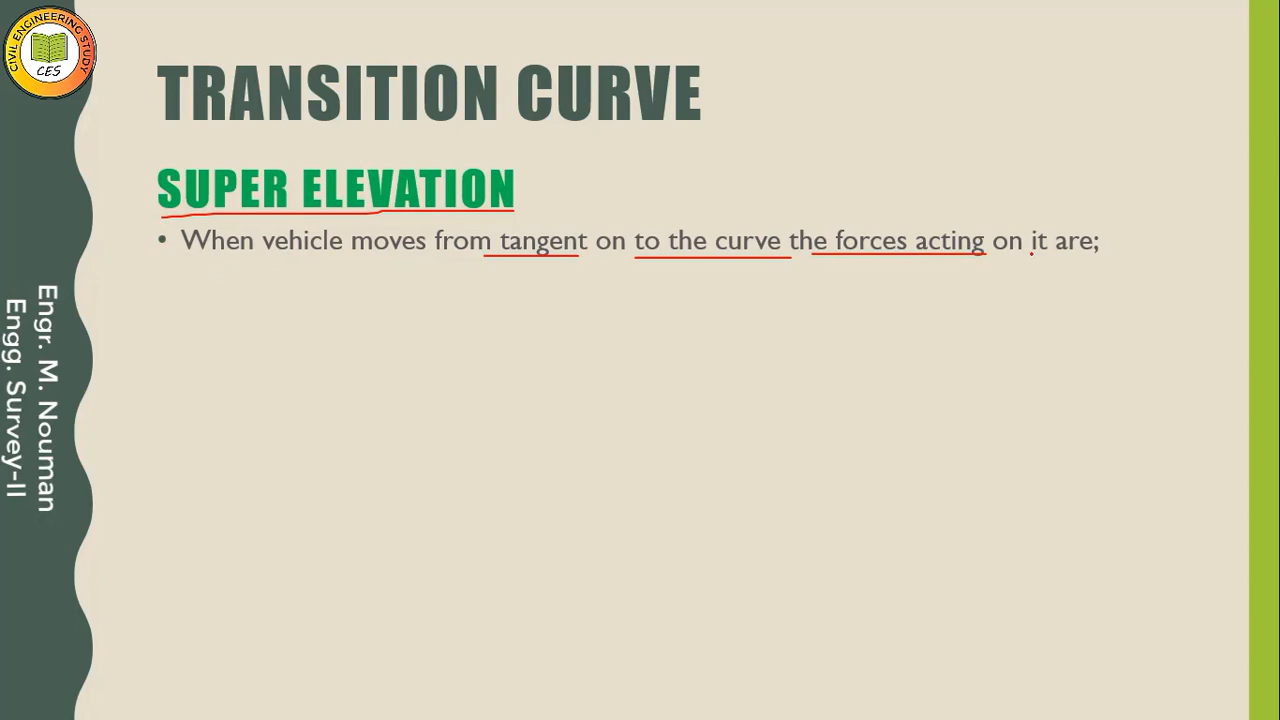 CIVIL ENGINEERING STUDY
CES
TRANSITION CURVE
SUPER ELEVATION
• When vehicle moves from tangent on to the curve the forces acting on it are;
Engr. M. Nouman
Engg. Survey-II